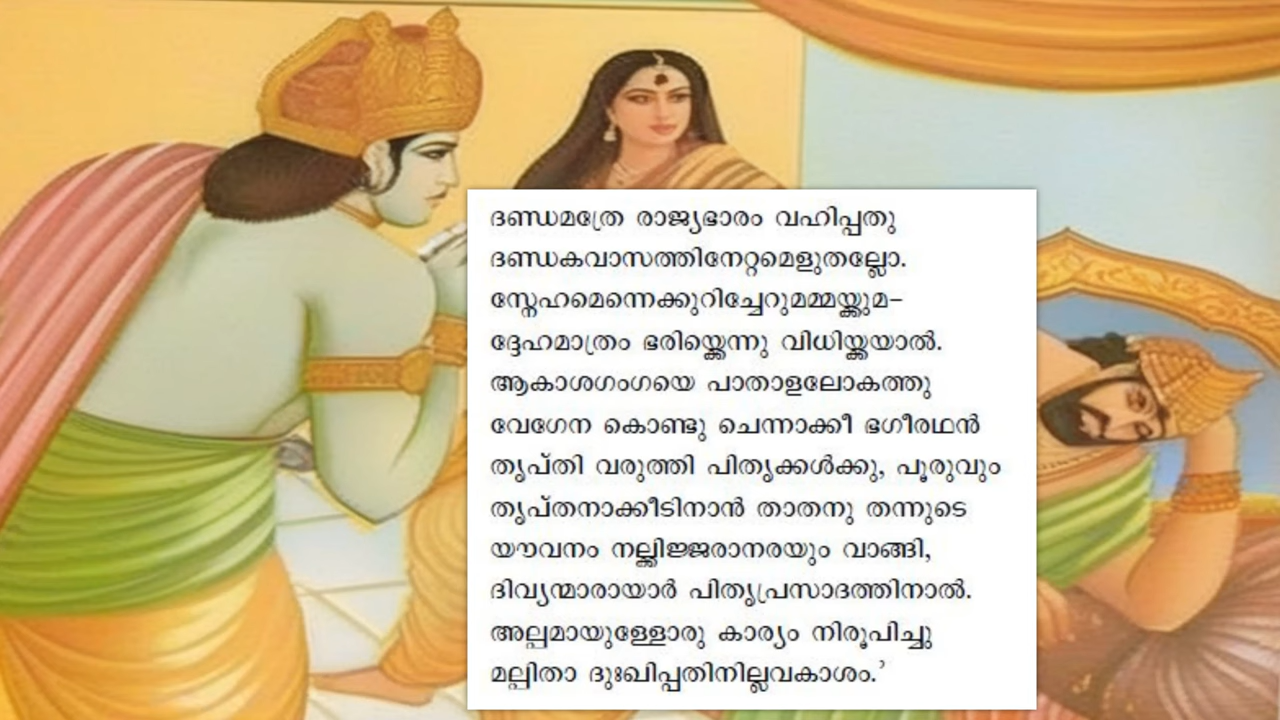 ദണ്ഡമത്രേ രാജ്യഭാരം വഹിപ്പതു
ദണ്ഡകവാസത്തിനേറ്റമെളുതല്ലോ.
സ്നേഹമെന്നെക്കുറിച്ചേറുമമ്മയ്ക്കുമ–
ദ്ദേഹമാത്രം ഭരിയ്ക്കെന്നു വിധിയ്ക്കയാൽ.
ആകാശഗംഗയെ പാതാളലോകത്തു
വേഗേന കൊണ്ടു ചെന്നാക്കീ ഭഗീരഥൻ
തൃപ്തി വരുത്തി പിതൃക്കൾക്കു, പൂരുവും
തൃപ്തനാക്കീടിനാൻ താതനു തന്നുടെ
യൗവനം നല്കിജ്ജരാനരയും വാങ്ങി,
ദിവ്യന്മാരായാർ പിതൃപ്രസാദത്തിനാൽ.
അല്പമായുള്ളോരു കാര്യം നിരൂപിച്ചു
മല്പിതാ ദുഃഖിപ്പതിനില്ലവകാശം.’